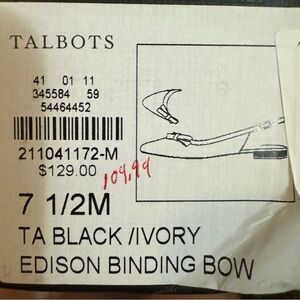 TALBOTS
41 01 11
345584 59
54464452
211041172-M
$129.00
109.99
7 1/2M
TA BLACK /IVORY
EDISON BINDING BOW